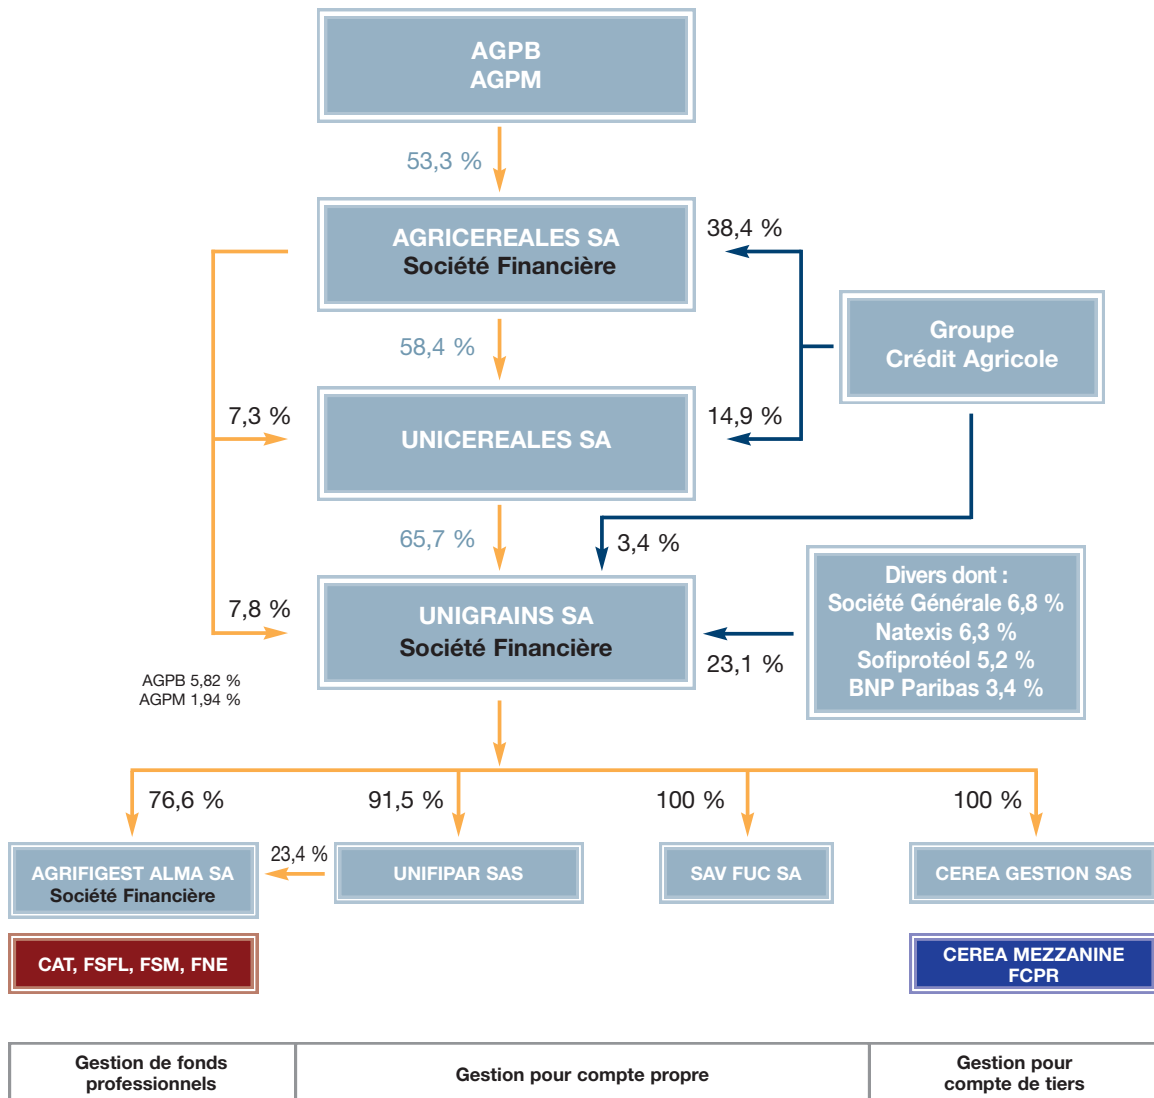 AGPB
AGPM
53,3 %
AGRICEREALES SA
Société Financière
38,4 %
58,4 %
Groupe
Crédit Agricole
7,3 %
UNICEREALES SA
14,9 %
65,7 %
3,4 %
7,8 %
UNIGRAINS SA
Société Financière
23,1 %
Divers dont :
Société Générale 6,8 %
Natexis 6,3 %
Sofiprotéol 5,2 %
BNP Paribas 3,4 %
AGPB 5,82 %
AGPM 1,94 %
76,6 %
91,5 %
100 %
100 %
AGRIFIGEST ALMA SA
Société Financière
23,4 %
UNIFIPAR SAS
SAV FUC SA
CEREA GESTION SAS
CAT, FSFL, FSM, FNE
CEREA MEZZANINE
FCPR
Gestion de fonds
professionnels
Gestion pour compte propre
Gestion pour
compte de tiers